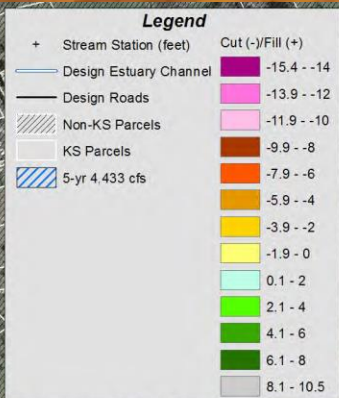 Legend
+ Stream Station (feet)
Design Estuary Channel
Design Roads
Non-KS Parcels
KS Parcels
5-yr 4,433 cfs
Cut (-)/Fill (+)
-15.4 - -14
-13.9 - -12
-11.9 - -10
-9.9 - -8
-7.9 - -6
-5.9 - -4
-3.9 - -2
-1.9 - 0
0.1 - 2
2.1 - 4
4.1 - 6
6.1 - 8
8.1 - 10.5